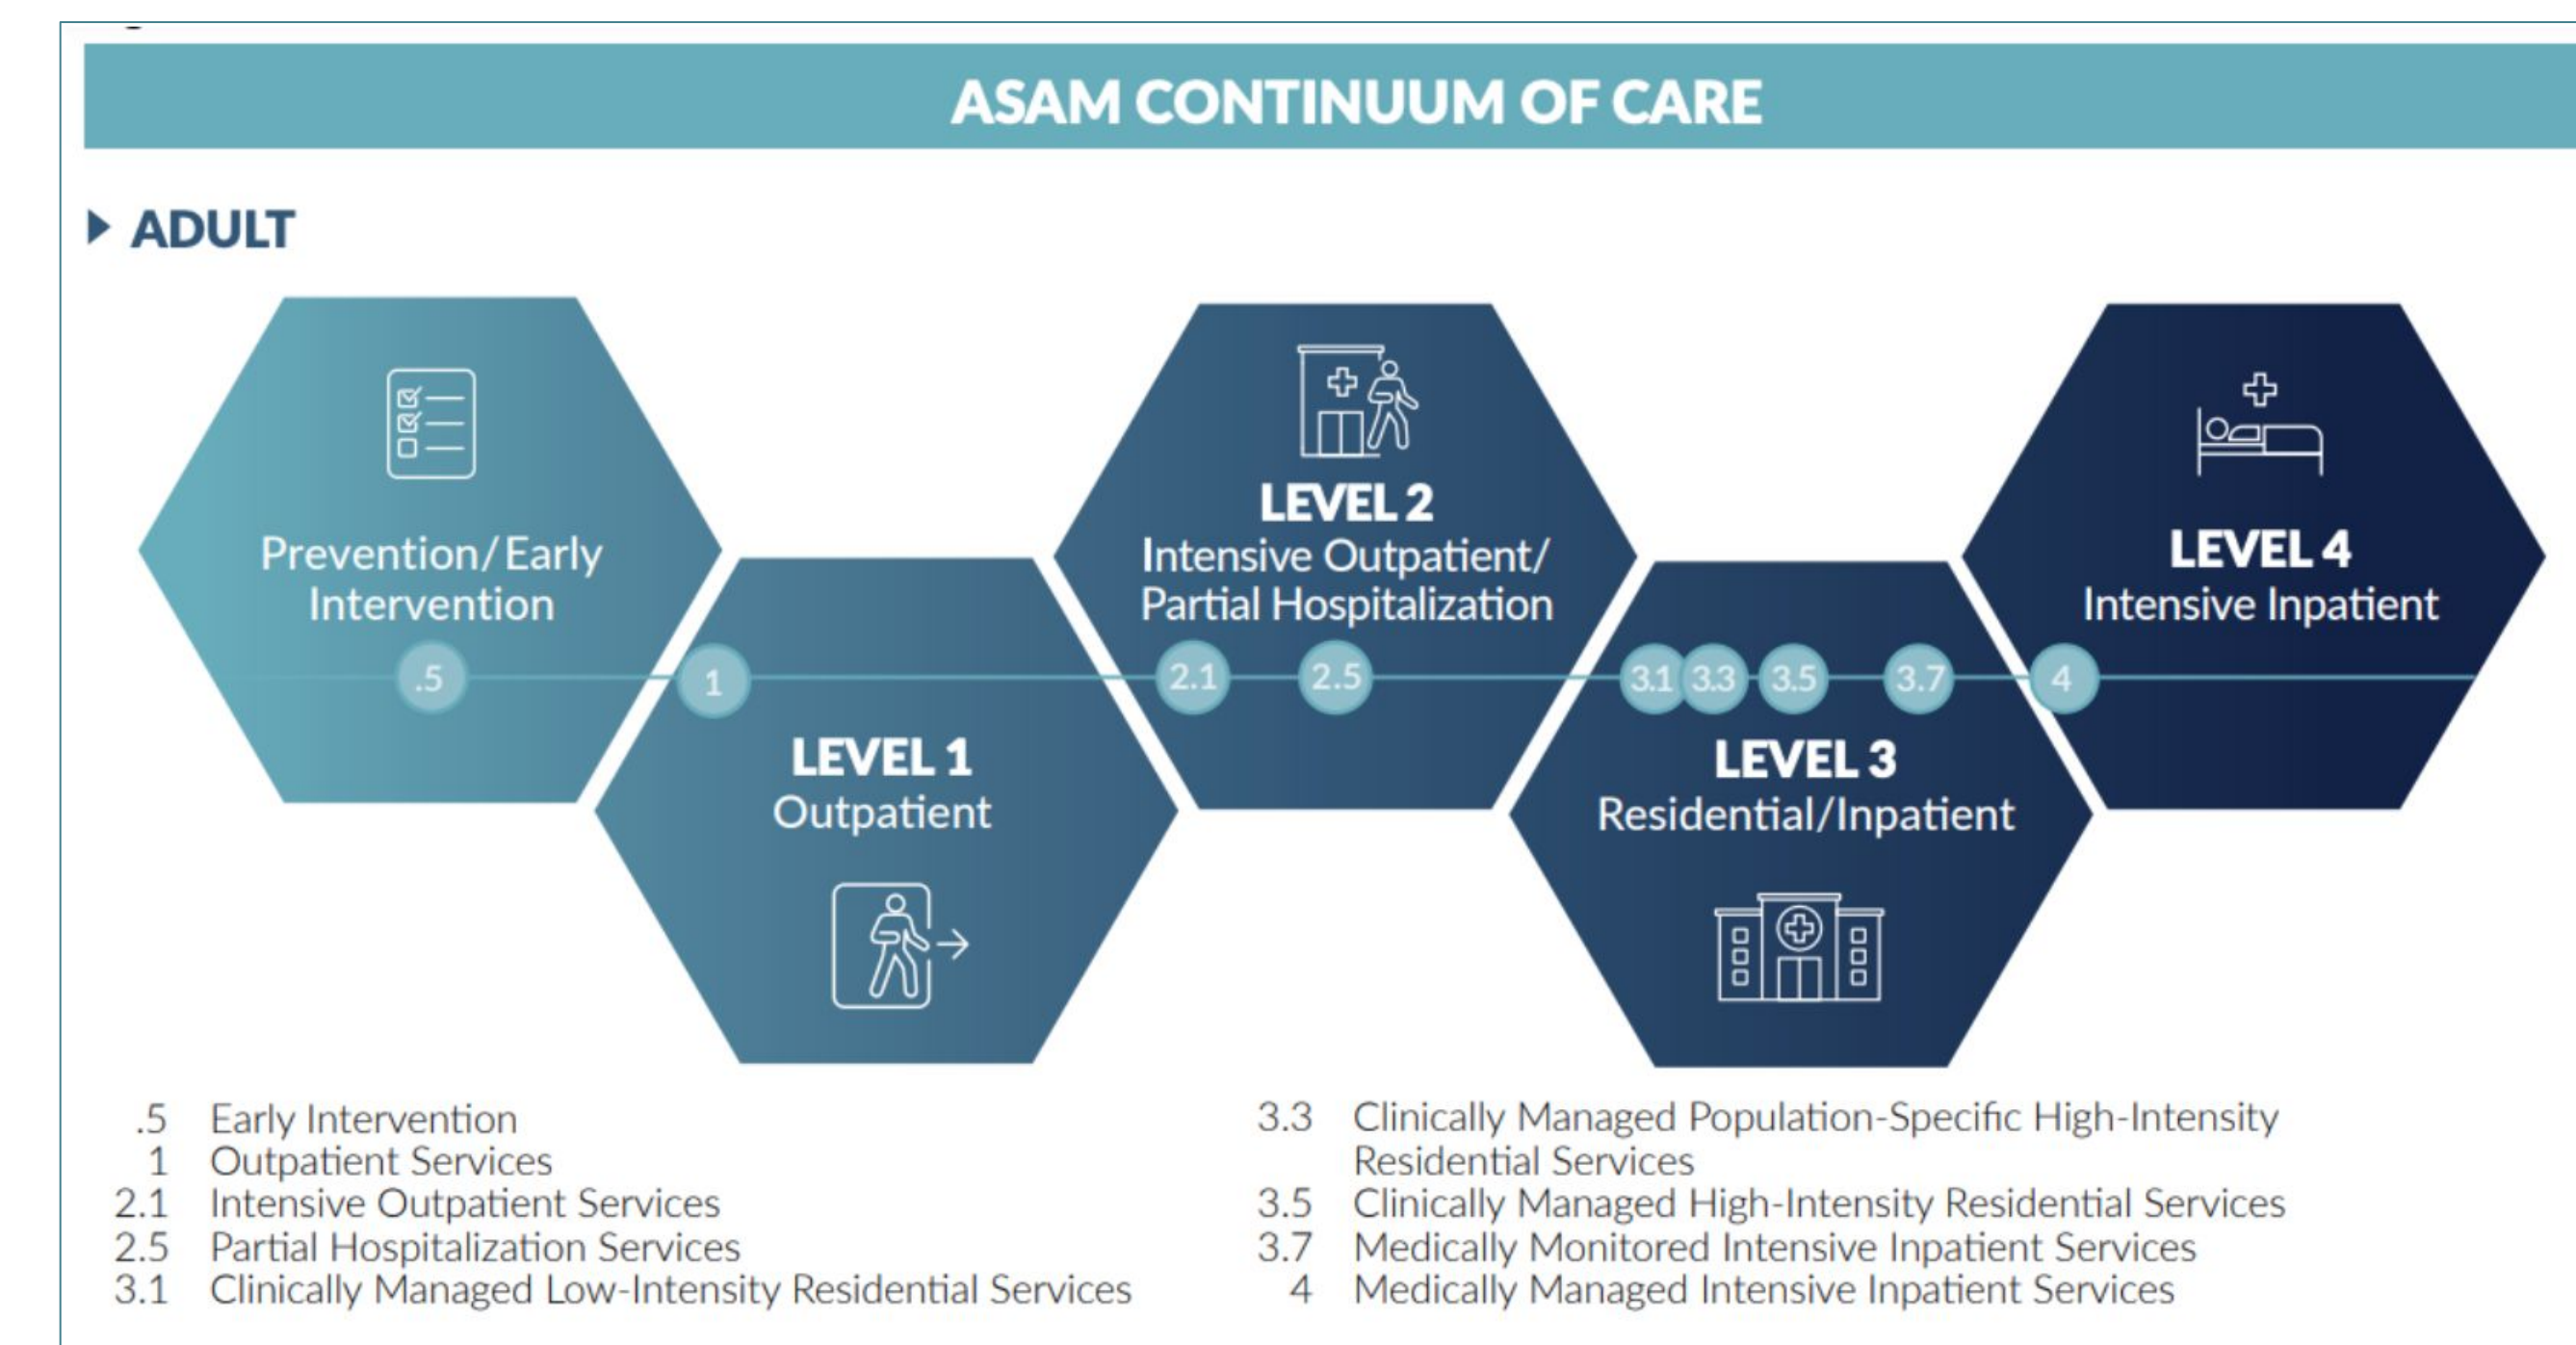 ASAM CONTINUUM OF CARE
ADULT
Prevention/Early
Intervention
.5
1
LEVEL 1
Outpatient
LEVEL 2
Intensive Outpatient/
Partial Hospitalization
2.1 2.5
3.1 3.3 3.5 3.7
LEVEL 3
Residential/Inpatient
LEVEL 4
Intensive Inpatient
4
.5 Early Intervention
1 Outpatient Services
2.1 Intensive Outpatient Services
2.5 Partial Hospitalization Services
3.1 Clinically Managed Low-Intensity Residential Services
3.3 Clinically Managed Population-Specific High-Intensity
Residential Services
3.5 Clinically Managed High-Intensity Residential Services
3.7 Medically Monitored Intensive Inpatient Services
4 Medically Managed Intensive Inpatient Services